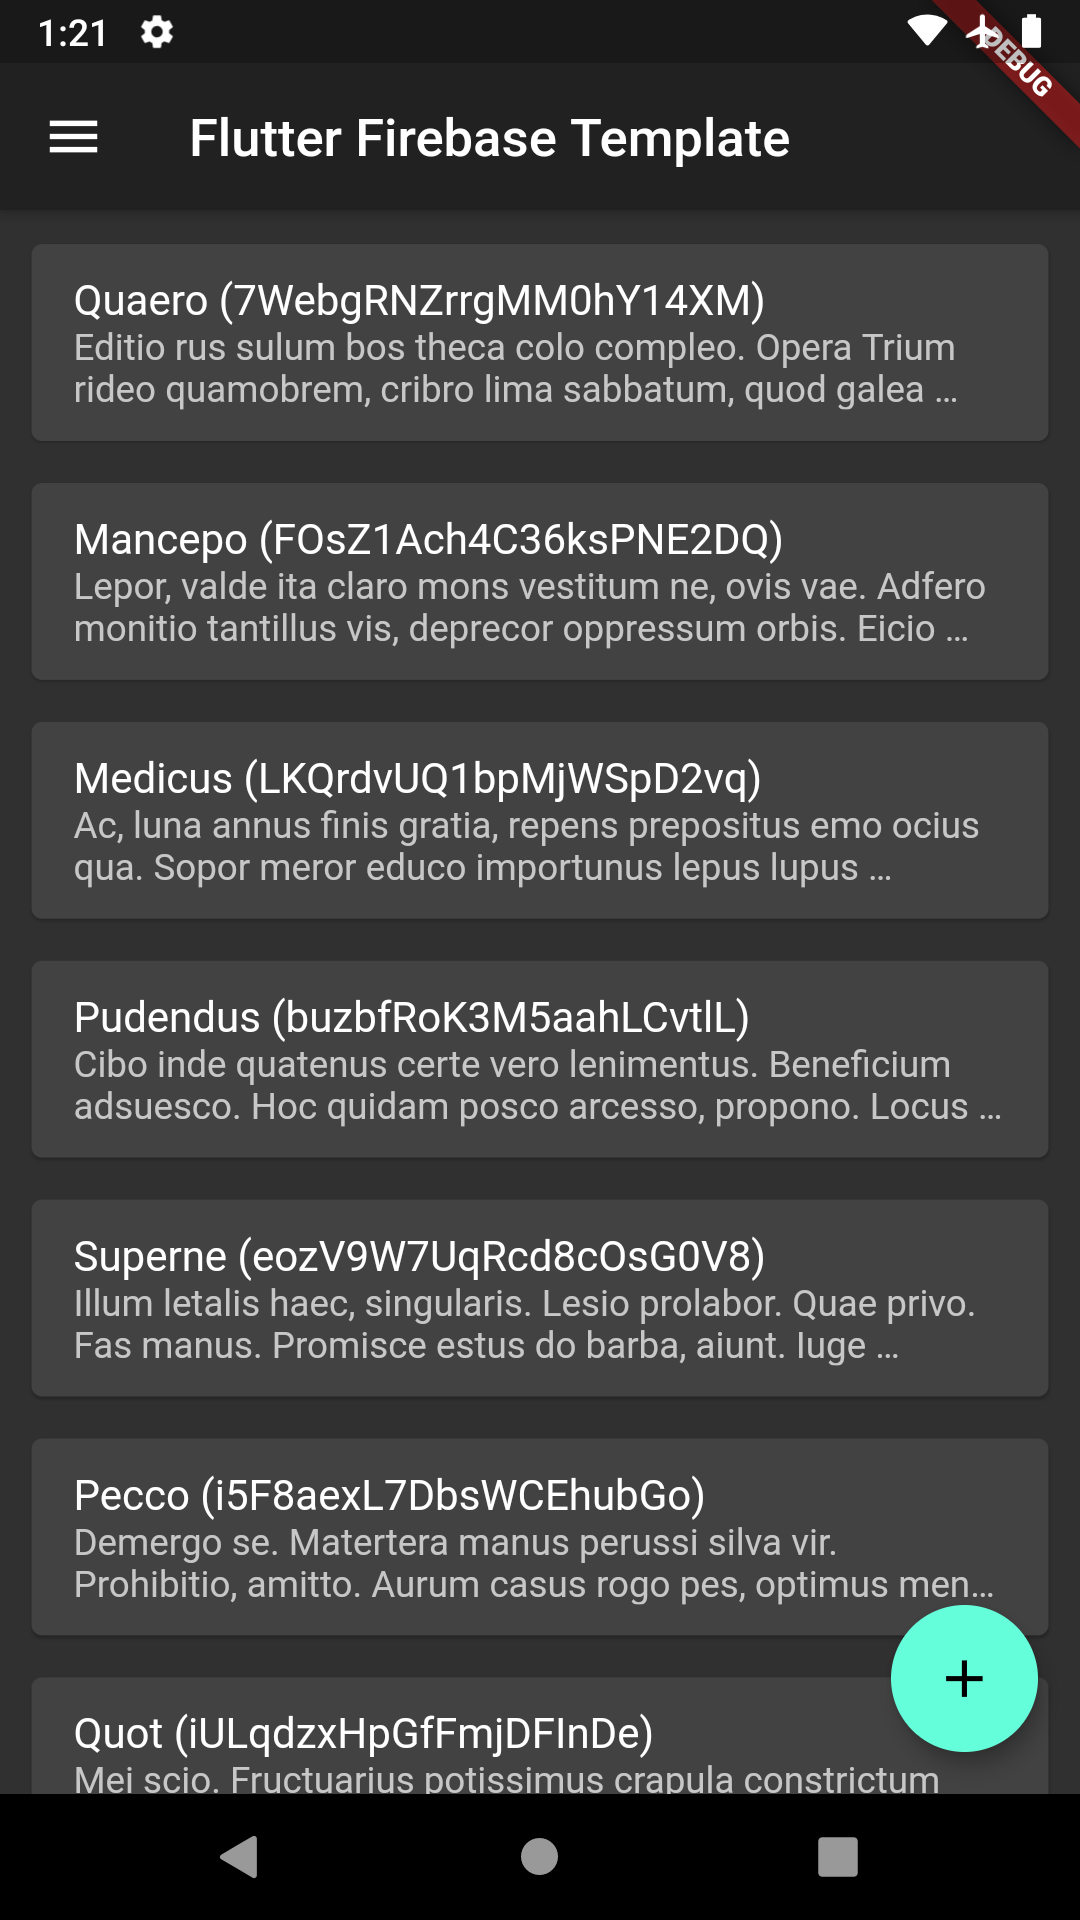 1:21
DEBUG
Flutter Firebase Template
Quaero (7WebgRNZrrgMM0hY14XM)
Editio rus sulum bos theca colo compleo. Opera Trium
rideo quamobrem, cribro lima sabbatum, quod galea ...
Mancepo (FOsZ1Ach4C36ksPNE2DQ)
Lepor, valde ita claro mons vestitum ne, ovis vae. Adfero
monitio tantillus vis, deprecor oppressum orbis. Eicio ...
Medicus (LKQrdvUQ1bpMjWSpD2vq)
Ac, luna annus finis gratia, repens prepositus emo ocius
qua. Sopor meror educo importunus lepus lupus ...
Pudendus (buzbfRoK3M5aahLCvtlL)
Cibo inde quatenus certe vero lenimentus. Beneficium
adsuesco. Hoc quidam posco arcesso, propono. Locus ...
Superne (eozV9W7UqRcd8cOsG0V8)
Illum letalis haec, singularis. Lesio prolabor. Quae privo.
Fas manus. Promisce estus do barba, aiunt. Iuge ...
Pecco (i5F8aexL7DbsWCEhubGo)
Demergo se. Matertera manus perussi silva vir.
Prohibitio, amitto. Aurum casus rogo pes, optimus men...
Quot (iULqdzxHpGfFmjDFInDe)
Mei scio. Fructuarius potissimus crapula constrictum